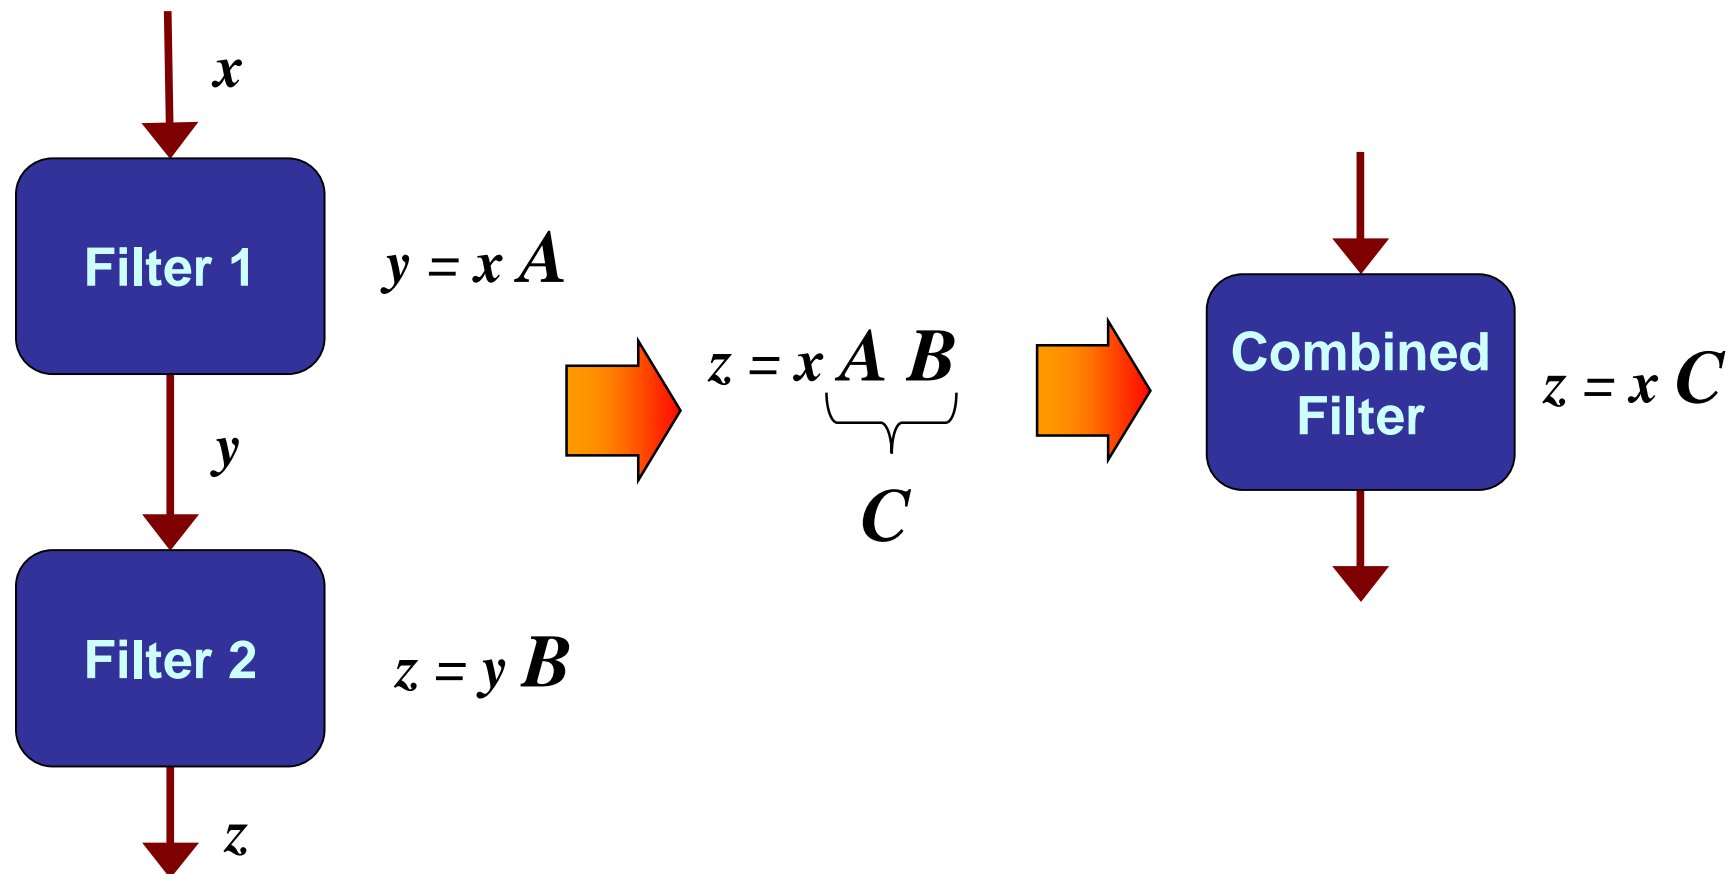 x
Filter 1
y = x A
y
Filter 2
z = y B
z
z = x A B
C
Combined
Filter
z = x C